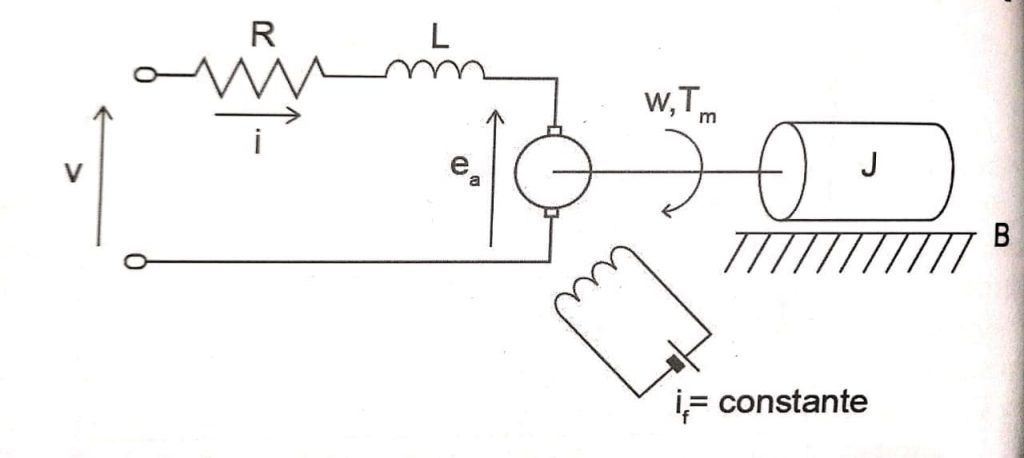 R
L
i
v
e_a
w,T_m
J
B
i_f= constante